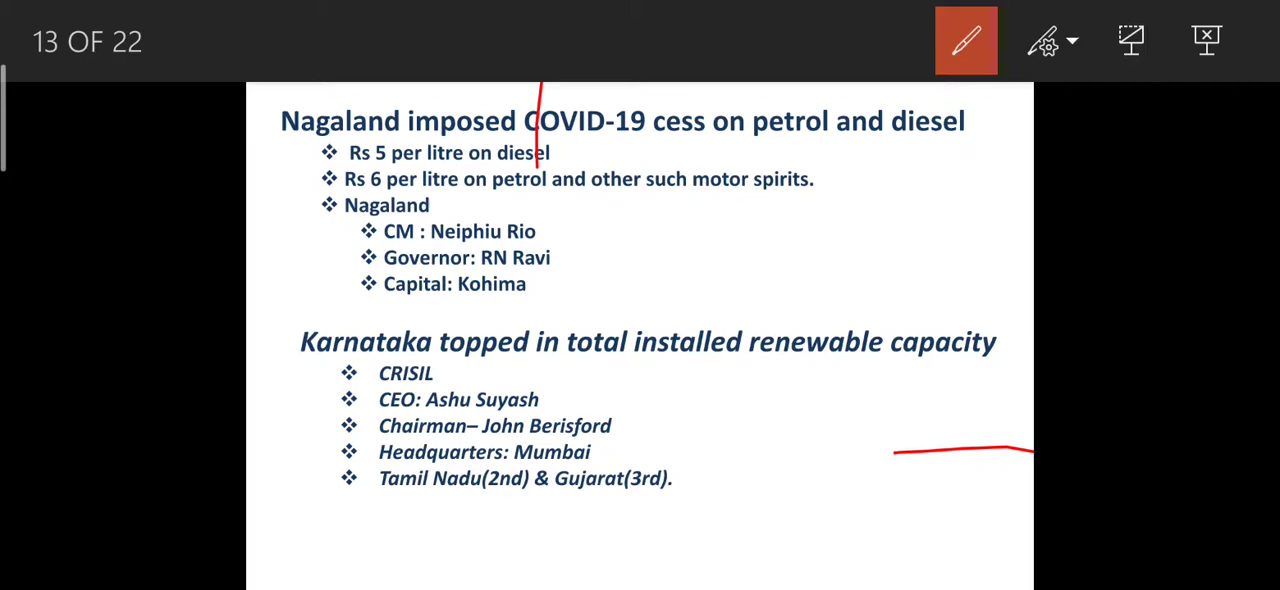 13 OF 22
Nagaland imposed COVID-19 cess on petrol and diesel
❖ Rs 5 per litre on diesel
❖ Rs 6 per litre on petrol and other such motor spirits.
❖ Nagaland
❖ CM : Neiphiu Rio
❖ Governor: RN Ravi
❖ Capital: Kohima
Karnataka topped in total installed renewable capacity
❖ CRISIL
❖ CEO: Ashu Suyash
❖ Chairman– John Berisford
❖ Headquarters: Mumbai
❖ Tamil Nadu(2nd) & Gujarat(3rd).